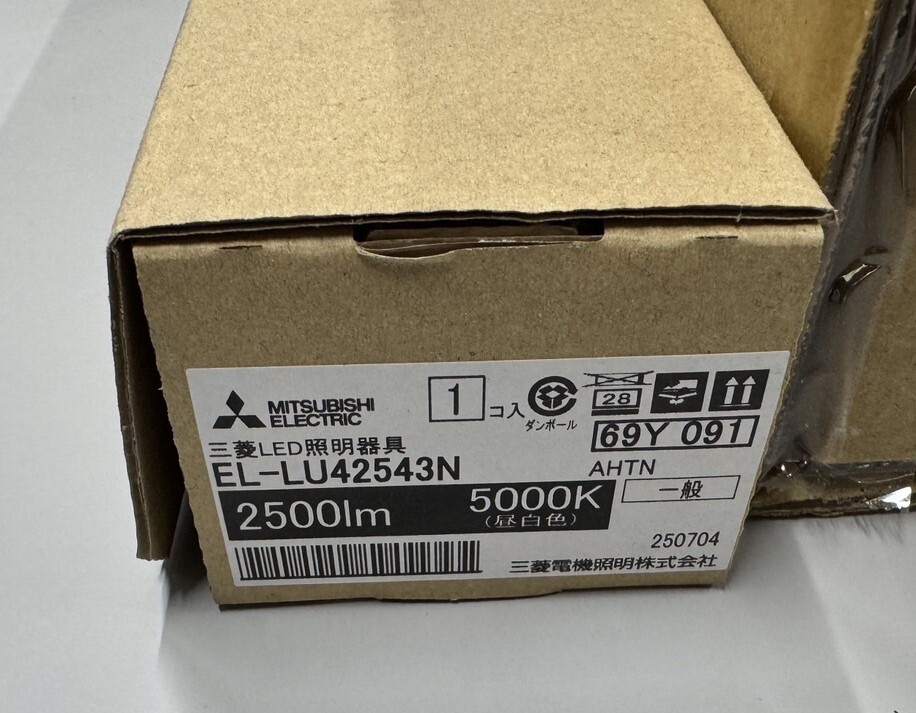 MITSUBISHI
ELECTRIC
1 コ入
ダンボール
28
69Y 091
三菱LED照明器具
EL-LU42543N
AHTN
2500lm 5000K
(昼白色)
一般
250704
三菱電機照明株式会社